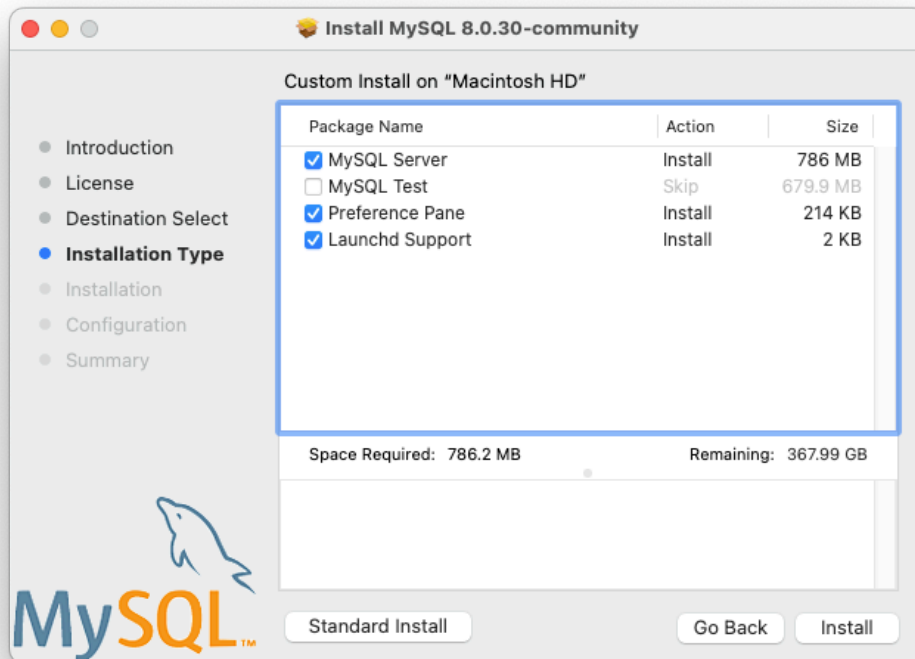 Install MySQL 8.0.30-community
Custom Install on “Macintosh HD”
Introduction
License
Destination Select
Installation Type
Installation
Configuration
Summary
Package Name Action Size
MySQL Server Install 786 MB
MySQL Test Skip 679.9 MB
Preference Pane Install 214 KB
Launchd Support Install 2 KB
Space Required: 786.2 MB Remaining: 367.99 GB
MySQL™
Standard Install Go Back Install